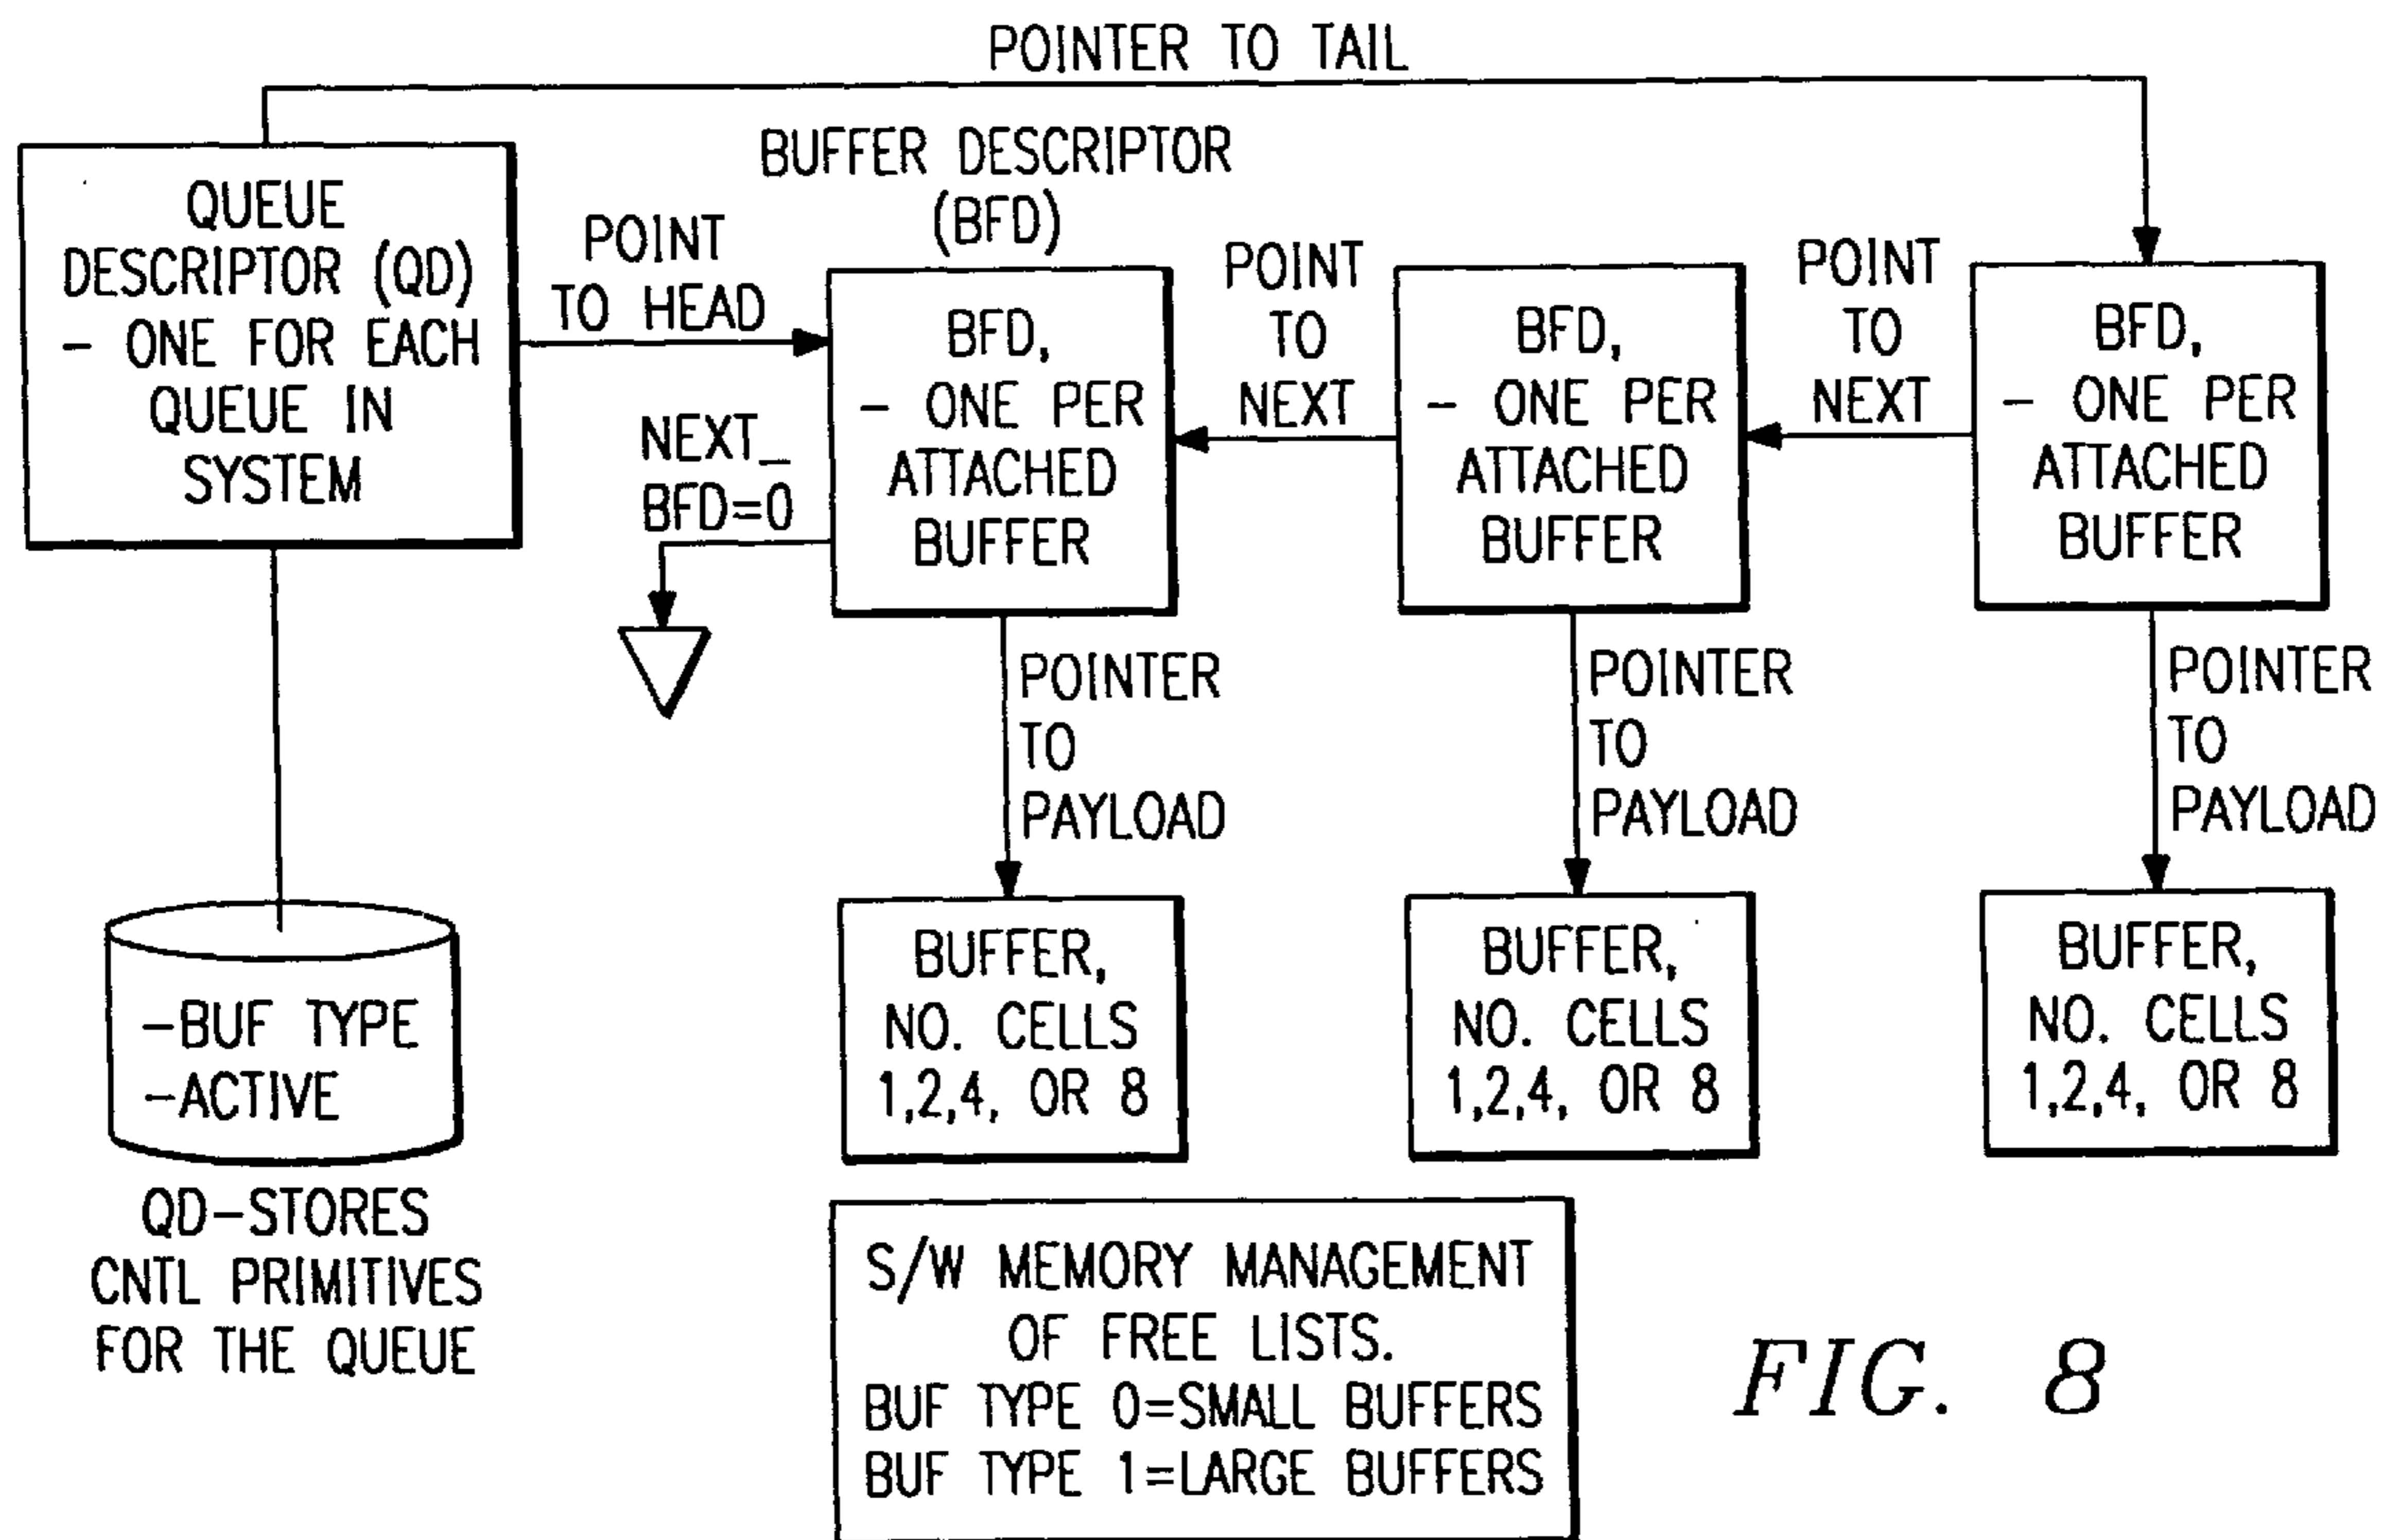 POINTER TO TAIL
QUEUE
DESCRIPTOR (QD)
- ONE FOR EACH
QUEUE IN
SYSTEM
POINT
TO HEAD
BUFFER DESCRIPTOR
(BFD)
NEXT_
BFD=0
BFD,
- ONE PER
ATTACHED
BUFFER
POINT
TO
NEXT
BFD,
- ONE PER
ATTACHED
BUFFER
POINT
TO
NEXT
BFD,
- ONE PER
ATTACHED
BUFFER
POINTER
TO
PAYLOAD
POINTER
TO
PAYLOAD
POINTER
TO
PAYLOAD
-BUF TYPE
-ACTIVE
QD-STORES
CNTL PRIMITIVES
FOR THE QUEUE
BUFFER,
NO. CELLS
1,2,4, OR 8
BUFFER,
NO. CELLS
1,2,4, OR 8
BUFFER,
NO. CELLS
1,2,4, OR 8
S/W MEMORY MANAGEMENT
OF FREE LISTS.
BUF TYPE 0=SMALL BUFFERS
BUF TYPE 1=LARGE BUFFERS
FIG. 8